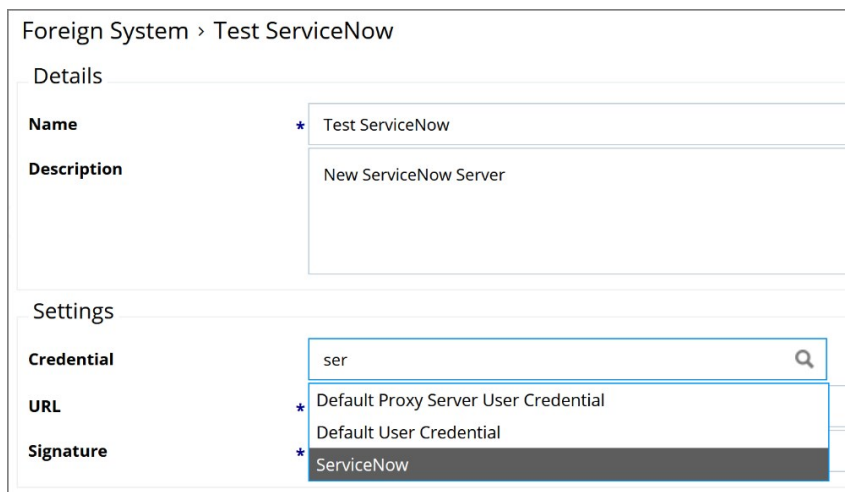 Foreign System › Test ServiceNow
Details
Name * Test ServiceNow
Description New ServiceNow Server
Settings
Credential ser
URL * Default Proxy Server User Credential
Default User Credential
Signature * ServiceNow